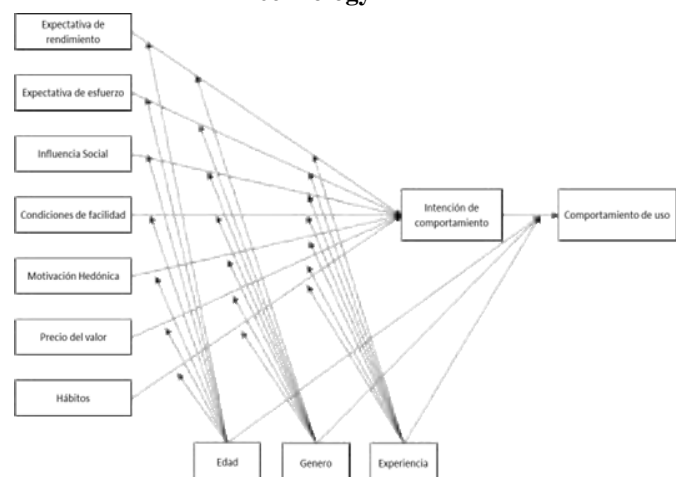 Expectativa de
rendimiento
Expectativa de esfuerzo
Influencia Social
Condiciones de facilidad
Intención de
comportamiento
Comportamiento de uso
Motivación Hedónica
Precio del valor
Hábitos
Edad
Genero
Experiencia